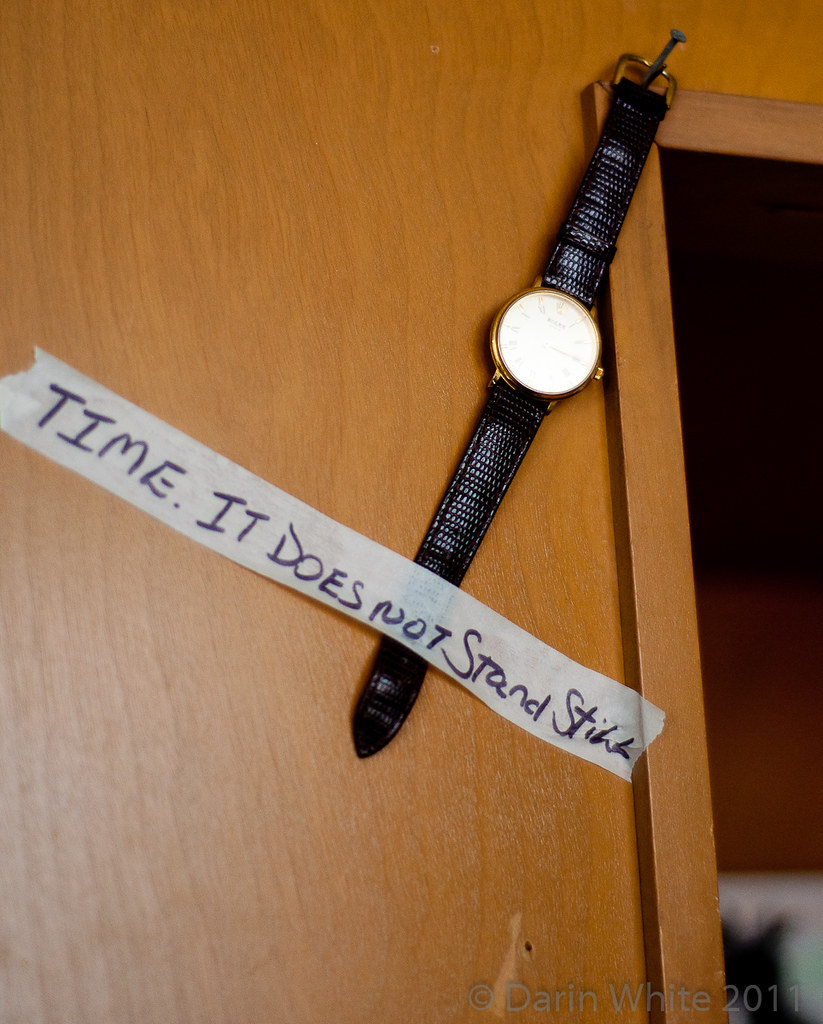 TIME. IT DOES NOT Stand Still
© Darin White 2011